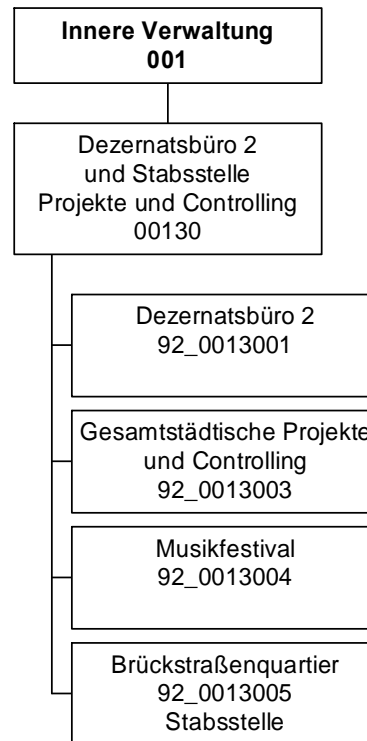 Innere Verwaltung
001
Dezernatsbüro 2
und Stabsstelle
Projekte und Controlling
00130
Dezernatsbüro 2
92_0013001
Gesamtstädtische Projekte
und Controlling
92_0013003
Musikfestival
92_0013004
Brückstraßenquartier
92_0013005
Stabsstelle